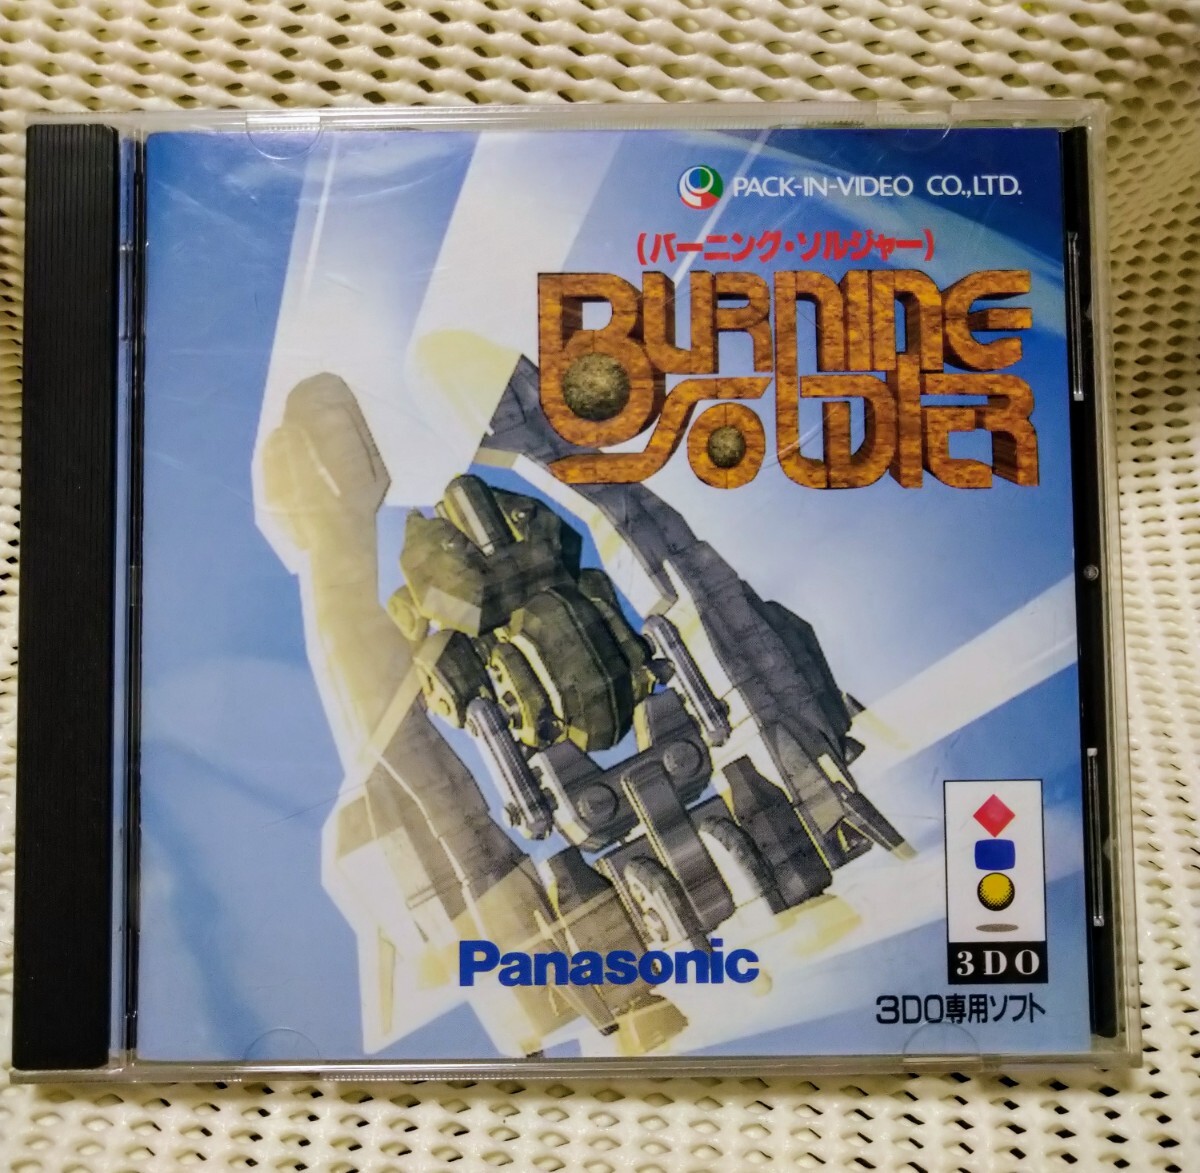 PACK-IN-VIDEO CO.,LTD.
(バーニング・ソルジャー)
BURNING
SOLDIER
Panasonic
3DO
3DO専用ソフト